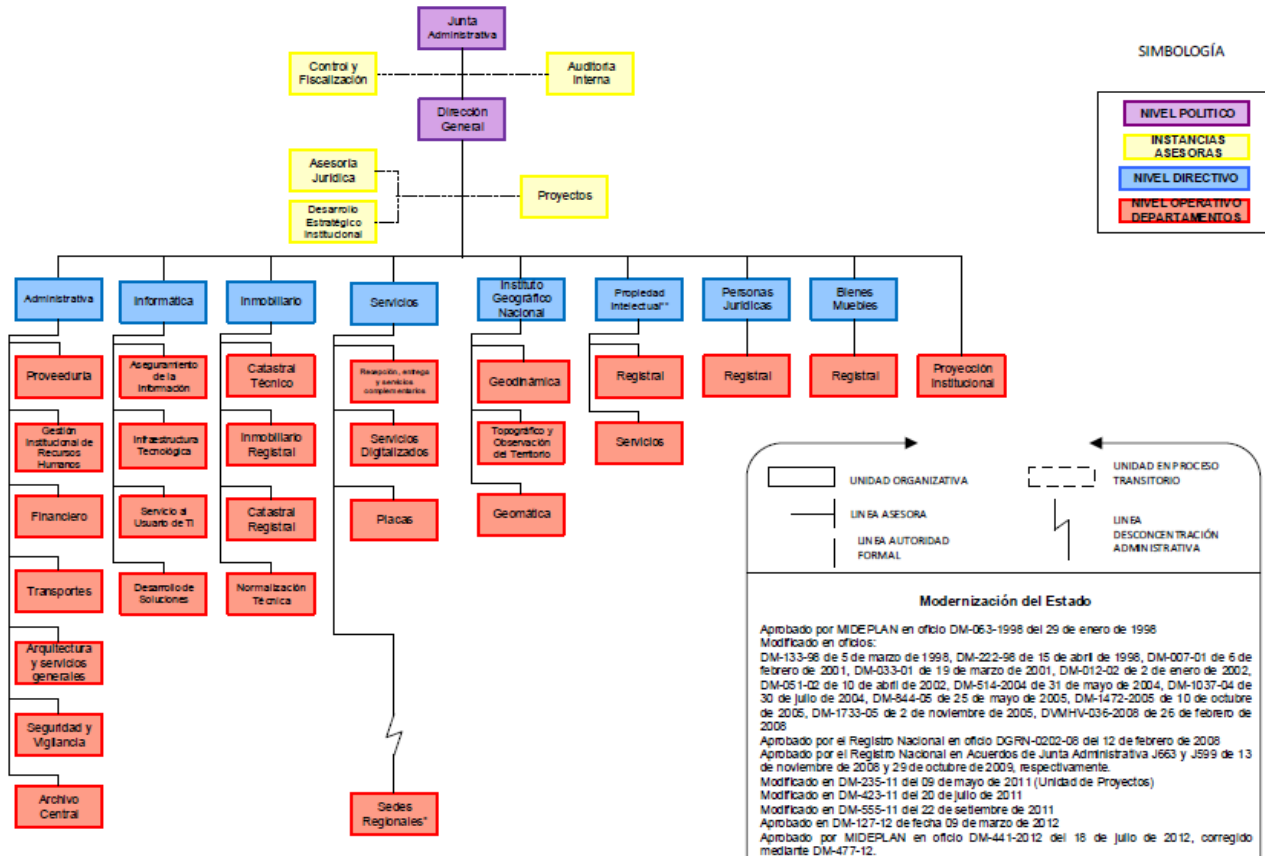 Junta
Administrativa
Control y
Fiscalización
Auditoria
Interna
Dirección
General
Asesoría
Jurídica
Desarrollo
Estratégico
Institucional
Proyectos
SIMBOLOGÍA
NIVEL POLITICO
INSTANCIAS
ASESORAS
NIVEL DIRECTIVO
NIVEL OPERATIVO
DEPARTAMENTOS
Administrativa
Informática
Inmobiliario
Servicios
Instituto
Geográfico
Nacional
Propiedad
Intelectual**
Personas
Jurídicas
Bienes
Muebles
Proveeduría
Gestión
Institucional de
Recursos
Humanos
Financiero
Transportes
Arquitectura
y servicios
generales
Seguridad y
Vigilancia
Archivo
Central
Aseguramiento
de la
Información
Infraestructura
Tecnológica
Servicio al
Usuario de TI
Desarrollo de
Soluciones
Catastral
Técnico
Inmobiliario
Registral
Catastral
Registral
Normalización
Técnica
Recepción, entrega
y servicios
complementarios
Servicios
Digitalizados
Placas
Sedes
Regionales*
Geodinámica
Topográfico y
Observación
del Territorio
Geomática
Registral
Servicios
Registral
Registral
Proyección
Institucional
UNIDAD ORGANIZATIVA
LINEA ASESORA
LINEA AUTORIDAD
FORMAL
UNIDAD EN PROCESO
TRANSITORIO
LINEA
DESCONCENTRACIÓN
ADMINISTRATIVA
Modernización del Estado
Aprobado por MIDEPLAN en oficio DM-063-1998 del 29 de enero de 1998
Modificado en oficios:
DM-133-98 de 5 de marzo de 1998, DM-222-98 de 15 de abril de 1998, DM-007-01 de 6 de
febrero de 2001, DM-033-01 de 19 de marzo de 2001, DM-012-02 de 2 de enero de 2002,
DM-051-02 de 10 de abril de 2002, DM-514-2004 de 31 de mayo de 2004, DM-1037-04 de
30 de julio de 2004, DM-844-05 de 25 de mayo de 2005, DM-1472-2005 de 10 de octubre
de 2005, DM-1733-05 de 2 de noviembre de 2005, DVMHV-036-2008 de 26 de febrero de
2008
Aprobado por el Registro Nacional en oficio DGRN-0202-08 del 12 de febrero de 2008
Aprobado por el Registro Nacional en Acuerdos de Junta Administrativa J663 y J599 de 13
de noviembre de 2008 y 29 de octubre de 2009, respectivamente.
Modificado en DM-235-11 del 09 de mayo de 2011 (Unidad de Proyectos)
Modificado en DM-423-11 del 20 de julio de 2011
Modificado en DM-555-11 del 22 de setiembre de 2011
Aprobado en DM-127-12 de fecha 09 de marzo de 2012
Aprobado por MIDEPLAN en oficio DM-441-2012 del 18 de julio de 2012, corregido
mediante DM-477-12.